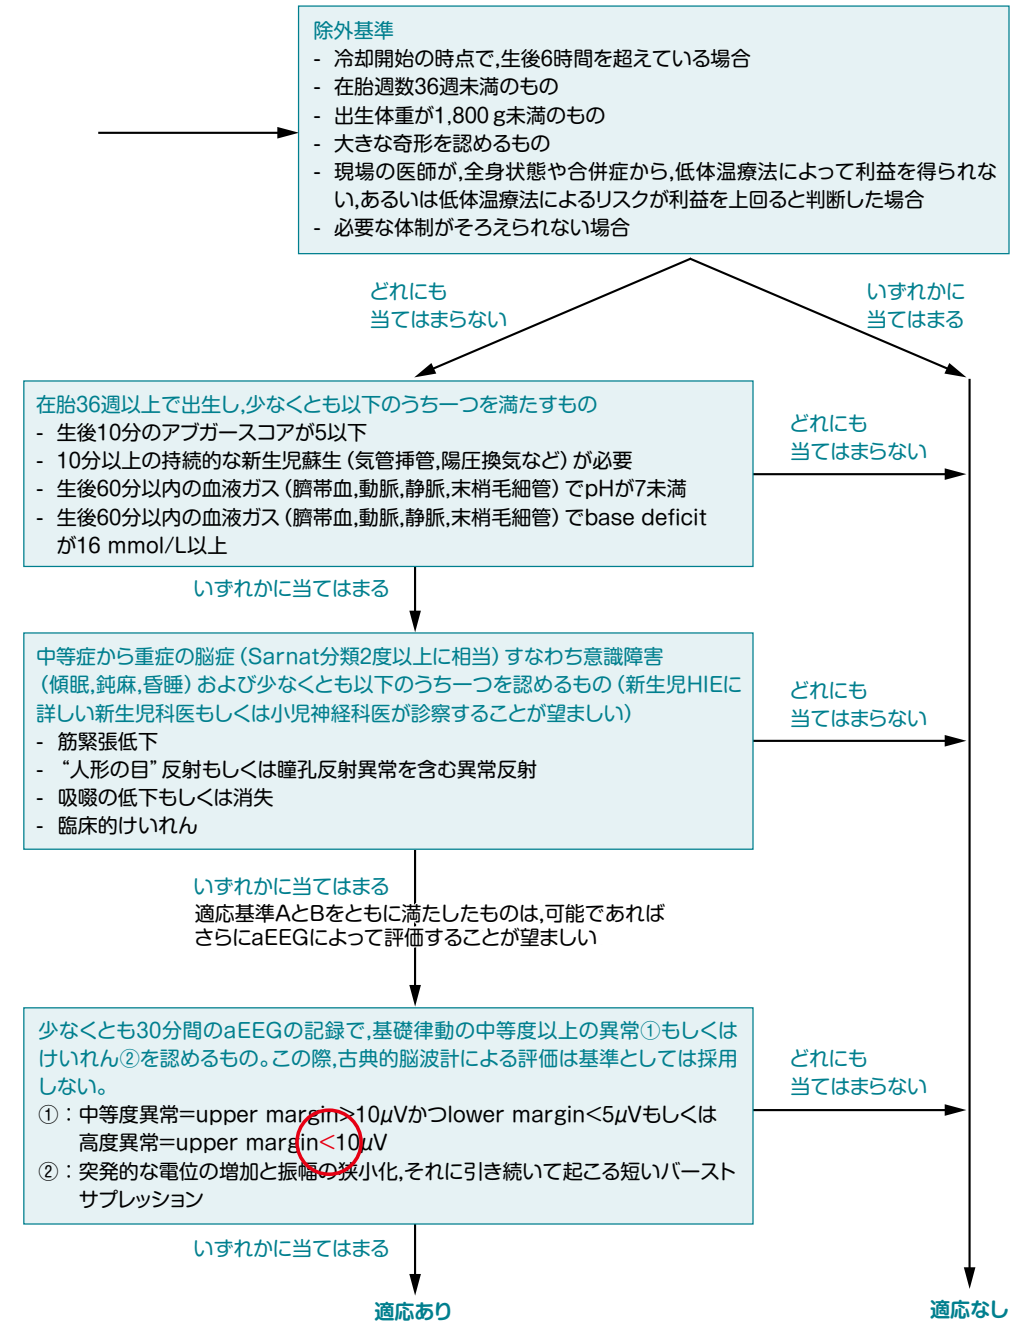 除外基準
- 冷却開始の時点で,生後6時間を超えている場合
- 在胎週数36週未満のもの
- 出生体重が1,800 g未満のもの
- 大きな奇形を認めるもの
- 現場の医師が,全身状態や合併症から,低体温療法によって利益を得られな
い,あるいは低体温療法によるリスクが利益を上回ると判断した場合
- 必要な体制がそろえられない場合
どれにも
当てはまらない
いずれかに
当てはまる
在胎36週以上で出生し,少なくとも以下のうち一つを満たすもの
- 生後10分のアプガースコアが5以下
- 10分以上の持続的な新生児蘇生（気管挿管,陽圧換気など）が必要
- 生後60分以内の血液ガス（臍帯血,動脈,静脈,末梢毛細管）でpHが7未満
- 生後60分以内の血液ガス（臍帯血,動脈,静脈,末梢毛細管）でbase deficit
が16 mmol/L以上
どれにも
当てはまらない
いずれかに当てはまる
中等症から重症の脳症（Sarnat分類2度以上に相当）すなわち意識障害
（傾眠,鈍麻,昏睡）および少なくとも以下のうち一つを認めるもの（新生児HIEに
詳しい新生児科医もしくは小児神経科医が診察することが望ましい）
- 筋緊張低下
- “人形の目”反射もしくは瞳孔反射異常を含む異常反射
- 吸啜の低下もしくは消失
- 臨床的けいれん
どれにも
当てはまらない
いずれかに当てはまる
適応基準AとBをともに満たしたものは,可能であれば
さらにaEEGによって評価することが望ましい
少なくとも30分間のaEEGの記録で,基礎律動の中等度以上の異常①もしくは
けいれん②を認めるもの。この際,古典的脳波計による評価は基準としては採用
しない。
①：中等度異常=upper margin>10μVかつlower margin<5μVもしくは
高度異常=upper margin<10μV
②：突発的な電位の増加と振幅の狭小化,それに引き続いて起こる短いバースト
サプレッション
どれにも
当てはまらない
いずれかに当てはまる
適応あり
適応なし